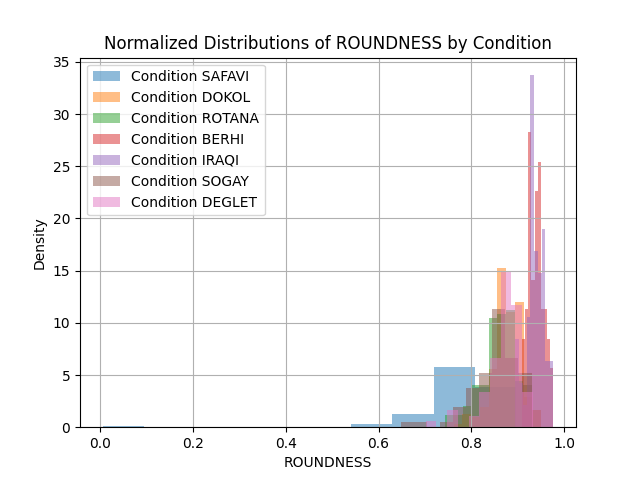 Normalized Distributions of ROUNDNESS by Condition
35
30
25
20
15
10
5
0
Density
Condition SAFAVI
Condition DOKOL
Condition ROTANA
Condition BERHI
Condition IRAQI
Condition SOGAY
Condition DEGLET
0.0 0.2 0.4 0.6 0.8 1.0
ROUNDNESS